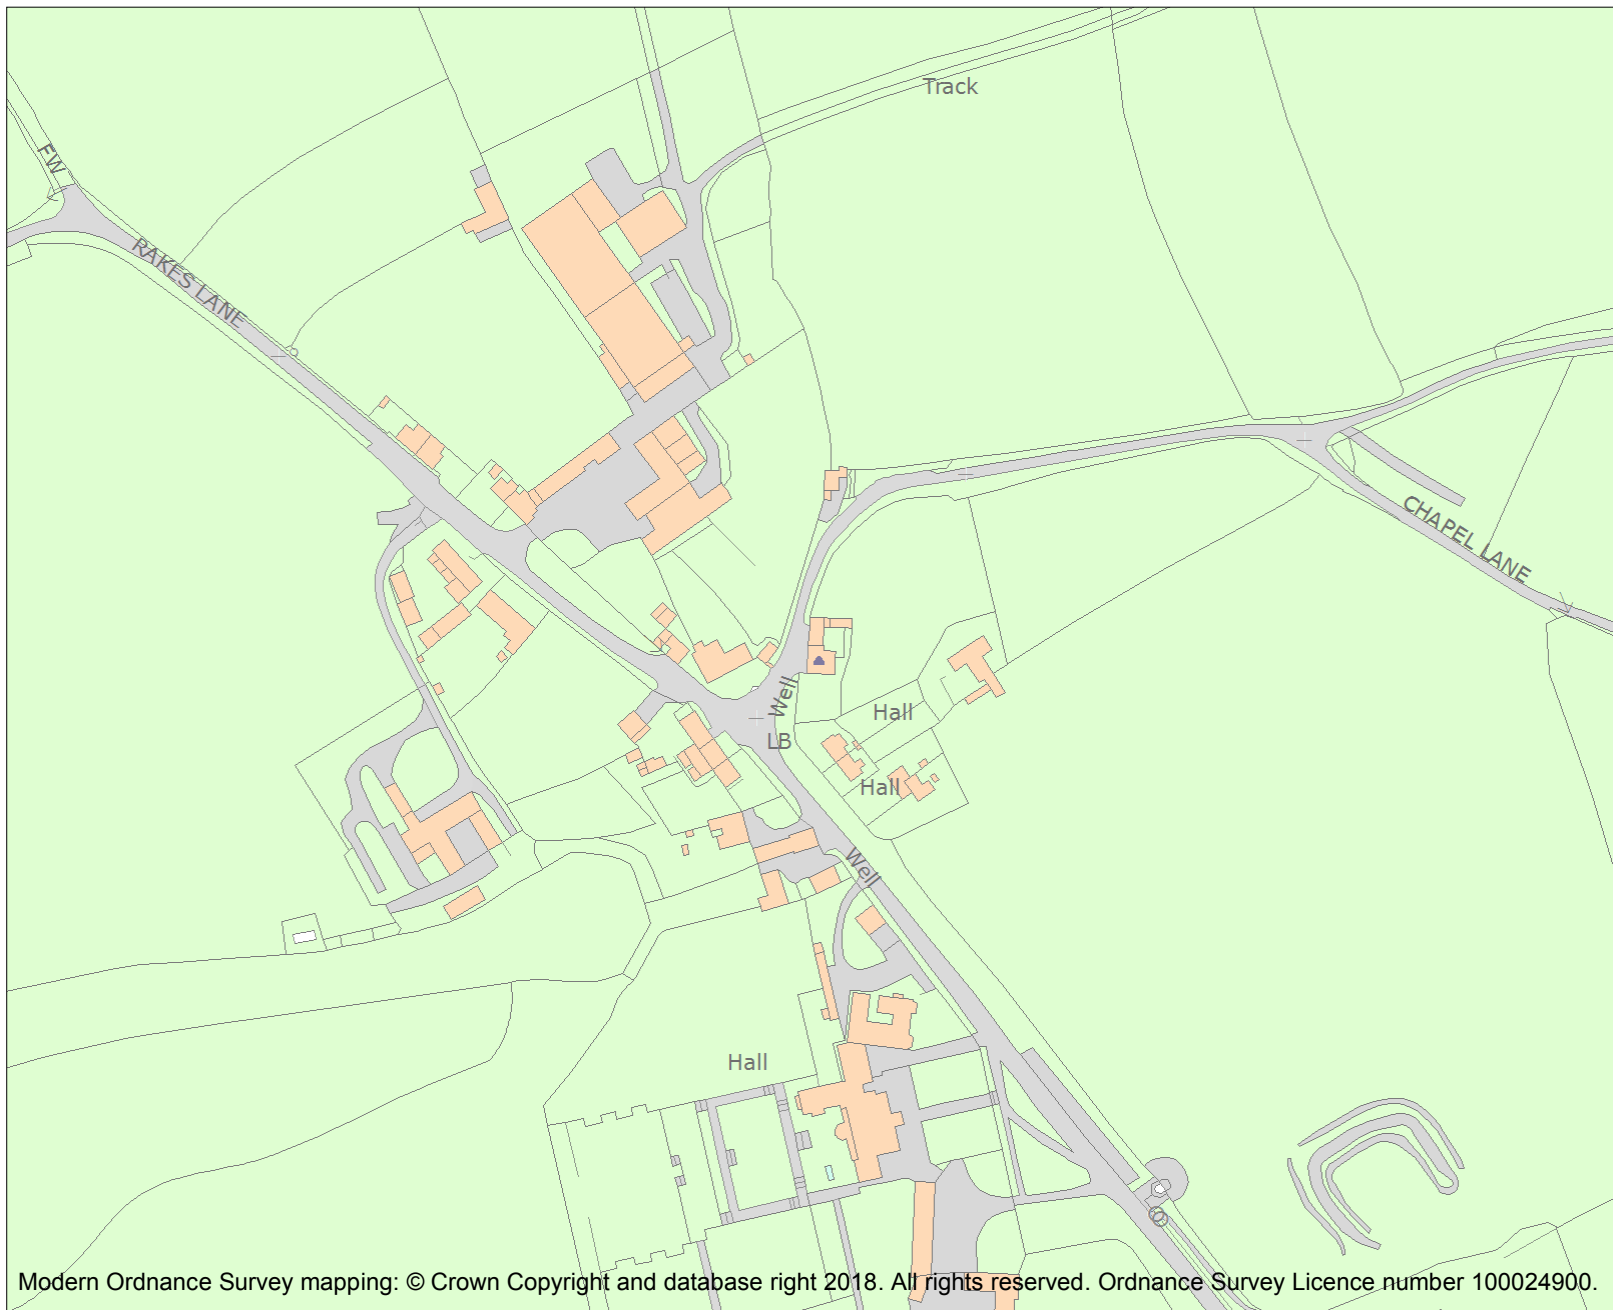 Track
FW
RAKES LANE
CHAPEL LANE
Well
Hall
LB
Hall
Well
Hall
Modern Ordnance Survey mapping: © Crown Copyright and database right 2018. All rights reserved. Ordnance Survey Licence number 100024900.